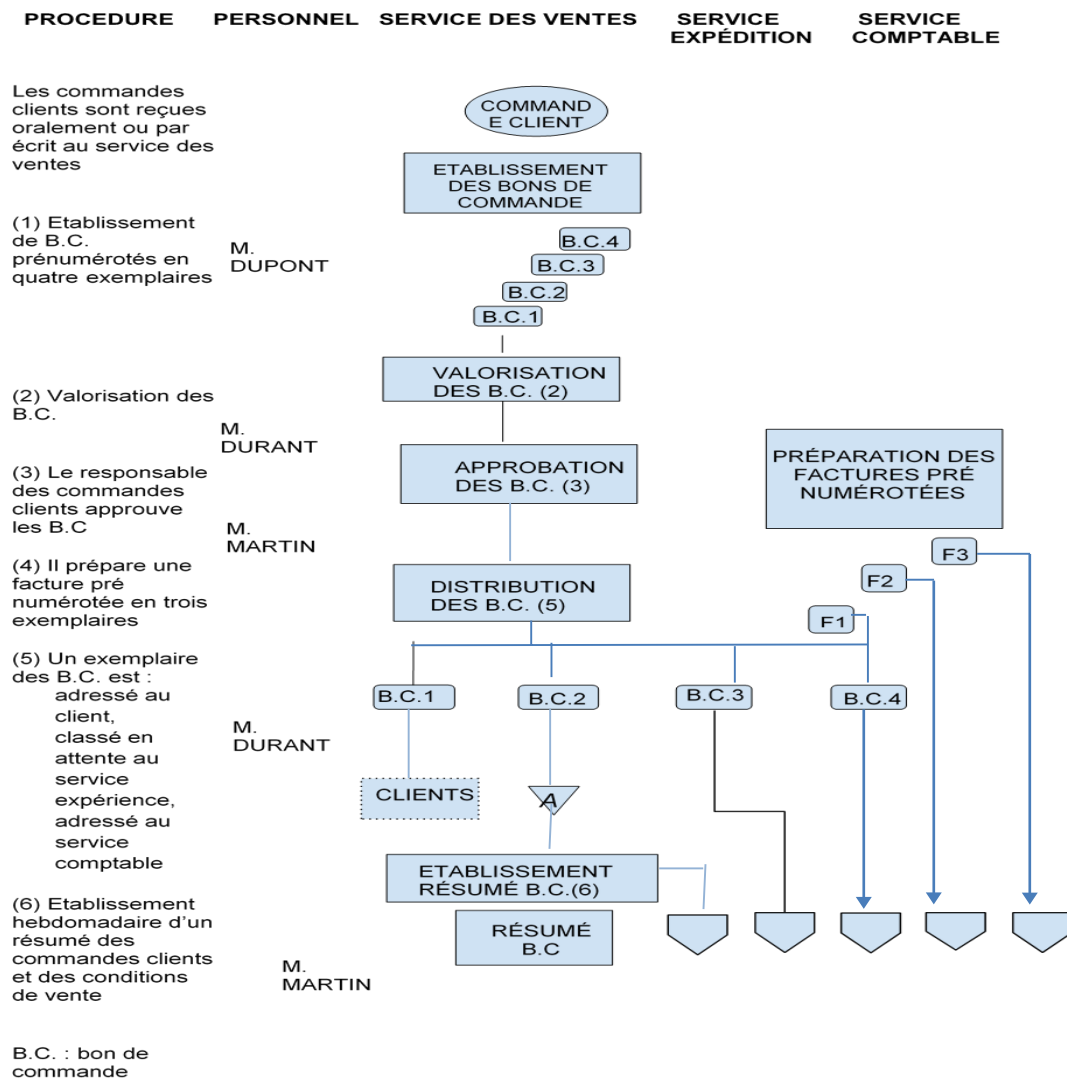 PROCEDURE
PERSONNEL
SERVICE DES VENTES
SERVICE
EXPÉDITION
SERVICE
COMPTABLE
Les commandes
clients sont reçues
oralement ou par
écrit au service des
ventes
COMMAND
E CLIENT
ETABLISSEMENT
DES BONS DE
COMMANDE
(1) Etablissement
de B.C.
prénumérotés en
quatre exemplaires
M.
DUPONT
B.C.4
B.C.3
B.C.2
B.C.1
VALORISATION
DES B.C. (2)
(2) Valorisation des
B.C.
M.
DURANT
APPROBATION
DES B.C. (3)
PRÉPARATION DES
FACTURES PRÉ
NUMÉROTÉES
(3) Le responsable
des commandes
clients approuve
les B.C
M.
MARTIN
F3
F2
F1
(4) Il prépare une
facture pré
numérotée en trois
exemplaires
DISTRIBUTION
DES B.C. (5)
(5) Un exemplaire
des B.C. est :
adressé au
client,
classé en
attente au
service
expérience,
adressé au
service
comptable
M.
DURANT
B.C.1
B.C.2
B.C.3
B.C.4
CLIENTS
A
ETABLISSEMENT
RÉSUMÉ B.C.(6)
RÉSUMÉ
B.C
(6) Etablissement
hebdomadaire d'un
résumé des
commandes clients
et des conditions
de vente
M.
MARTIN
B.C. : bon de
commande